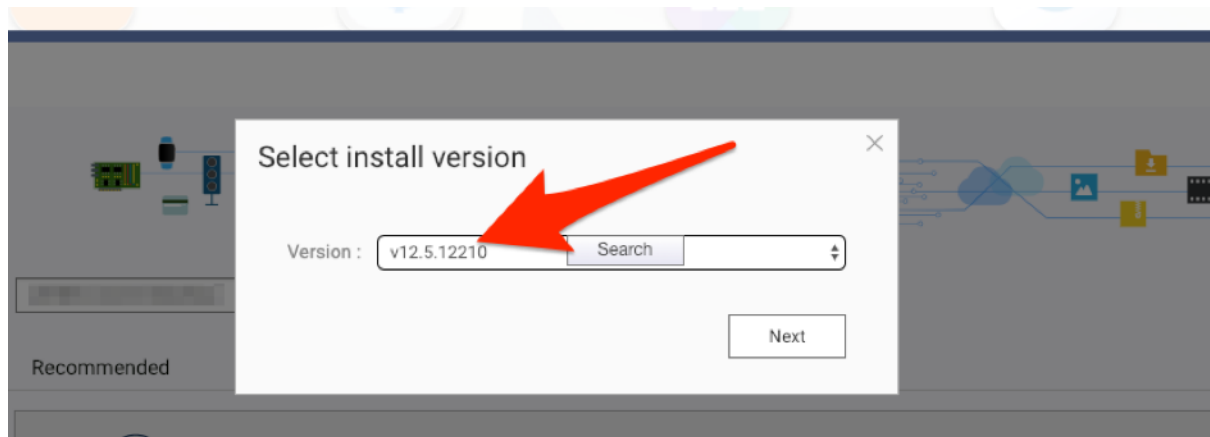 Select install version
Version : v12.5.12210 Search
Next
Recommended